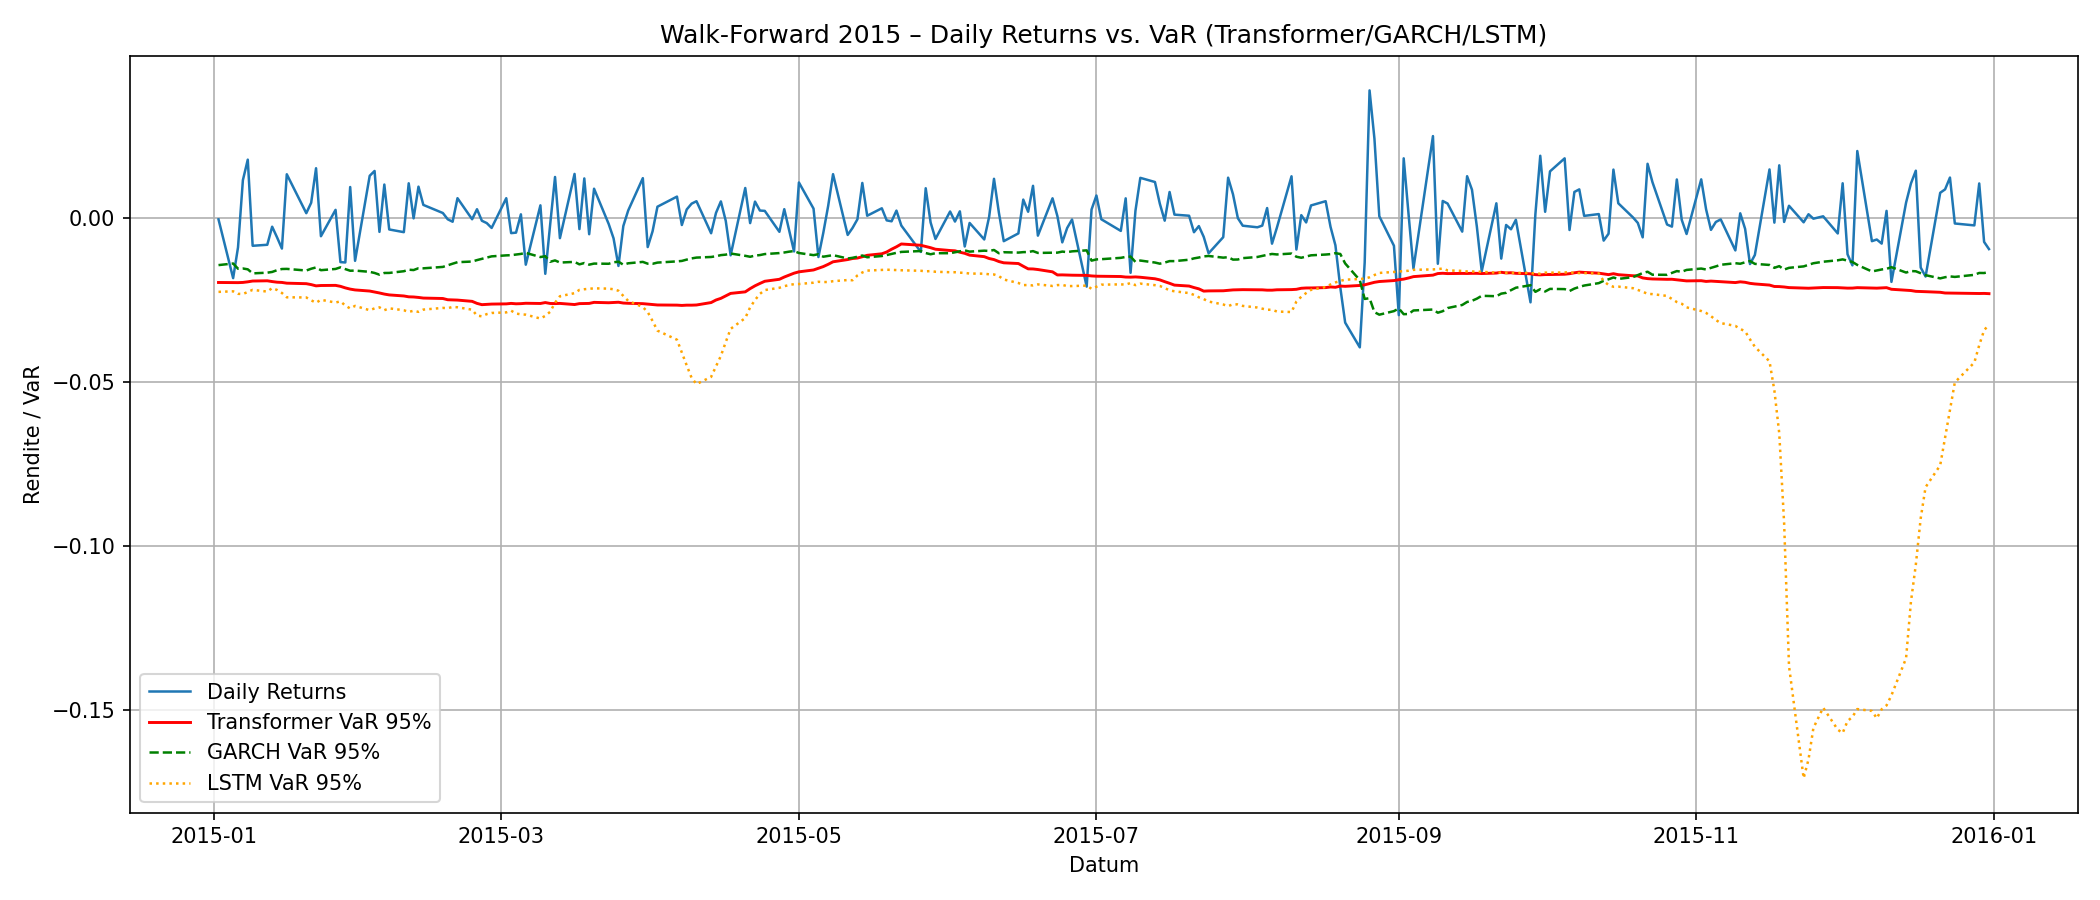 Walk-Forward 2015 – Daily Returns vs. VaR (Transformer/GARCH/LSTM)
Rendite / VaR
0.00
−0.05
−0.10
−0.15
Daily Returns
Transformer VaR 95%
GARCH VaR 95%
LSTM VaR 95%
2015-01 2015-03 2015-05 2015-07 2015-09 2015-11 2016-01
Datum